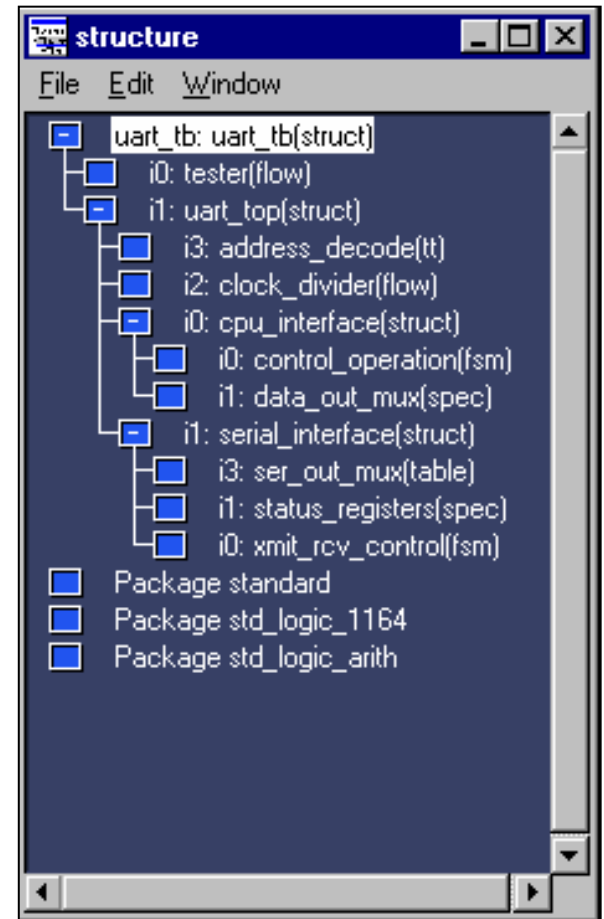 structure
File Edit Window
uart_tb: uart_tb(struct)
i0: tester(flow)
i1: uart_top(struct)
i3: address_decode(tt)
i2: clock_divider(flow)
i0: cpu_interface(struct)
i0: control_operation(fsm)
i1: data_out_mux(spec)
i1: serial_interface(struct)
i3: ser_out_mux(table)
i1: status_registers(spec)
i0: xmit_rcv_control(fsm)
Package standard
Package std_logic_1164
Package std_logic_arith